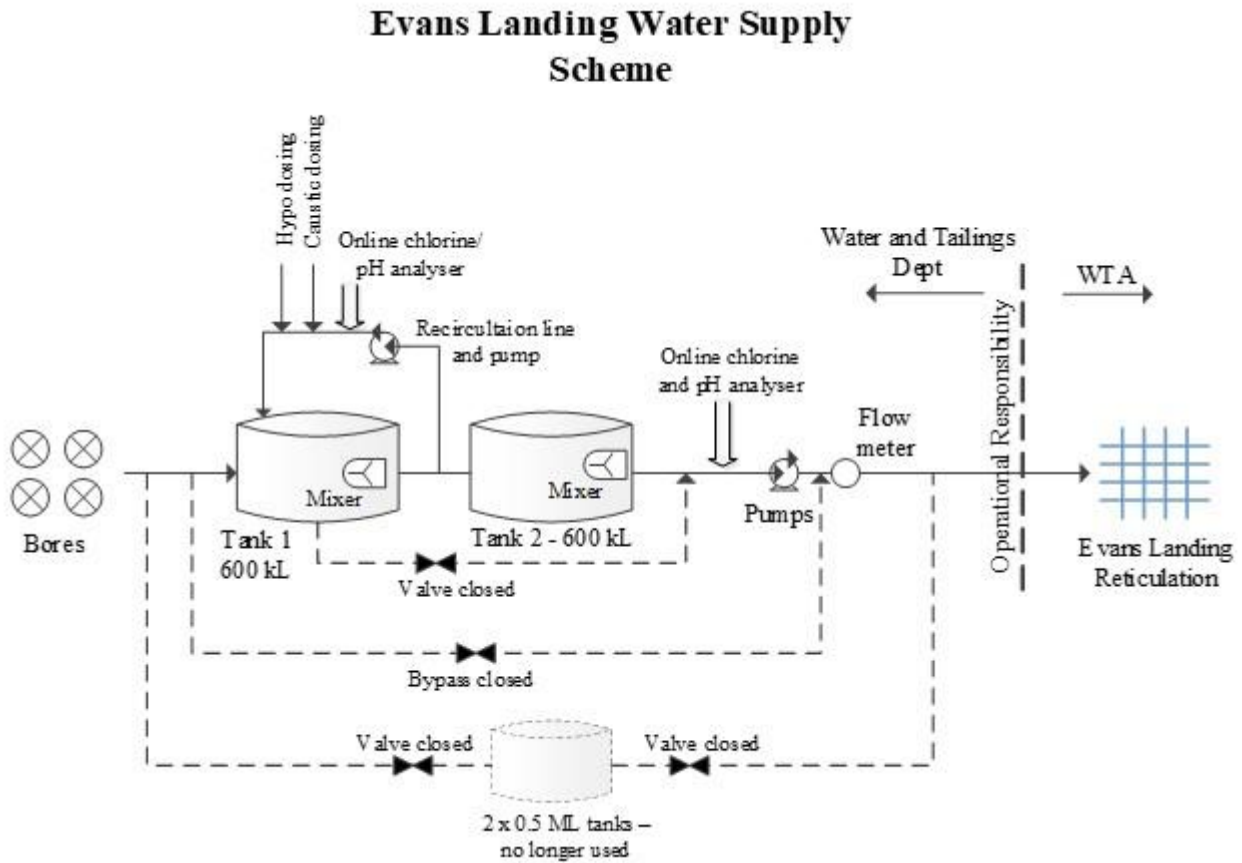 Evans Landing Water Supply
Scheme
Hypo dosing
Caustic dosing
Online chlorine/
pH analyser
Recircultaion line
and pump
Water and Tailings
Dept
WTA
Operational Responsibility
Online chlorine
and pH analyser
Flow
meter
Mixer
Mixer
Pumps
Bores
Tank 1
600 kL
Tank 2 - 600 kL
Valve closed
Evans Landing
Reticulation
Bypass closed
Valve closed
Valve closed
2 x 0.5 ML tanks –
no longer used